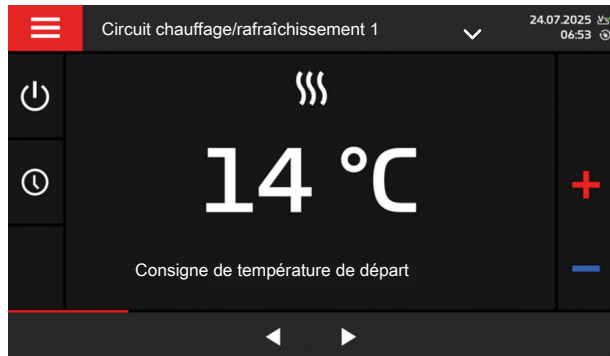 Circuit chauffage/rafraîchissement 1
24.07.2025
06:53
14 °C
Consigne de température de départ